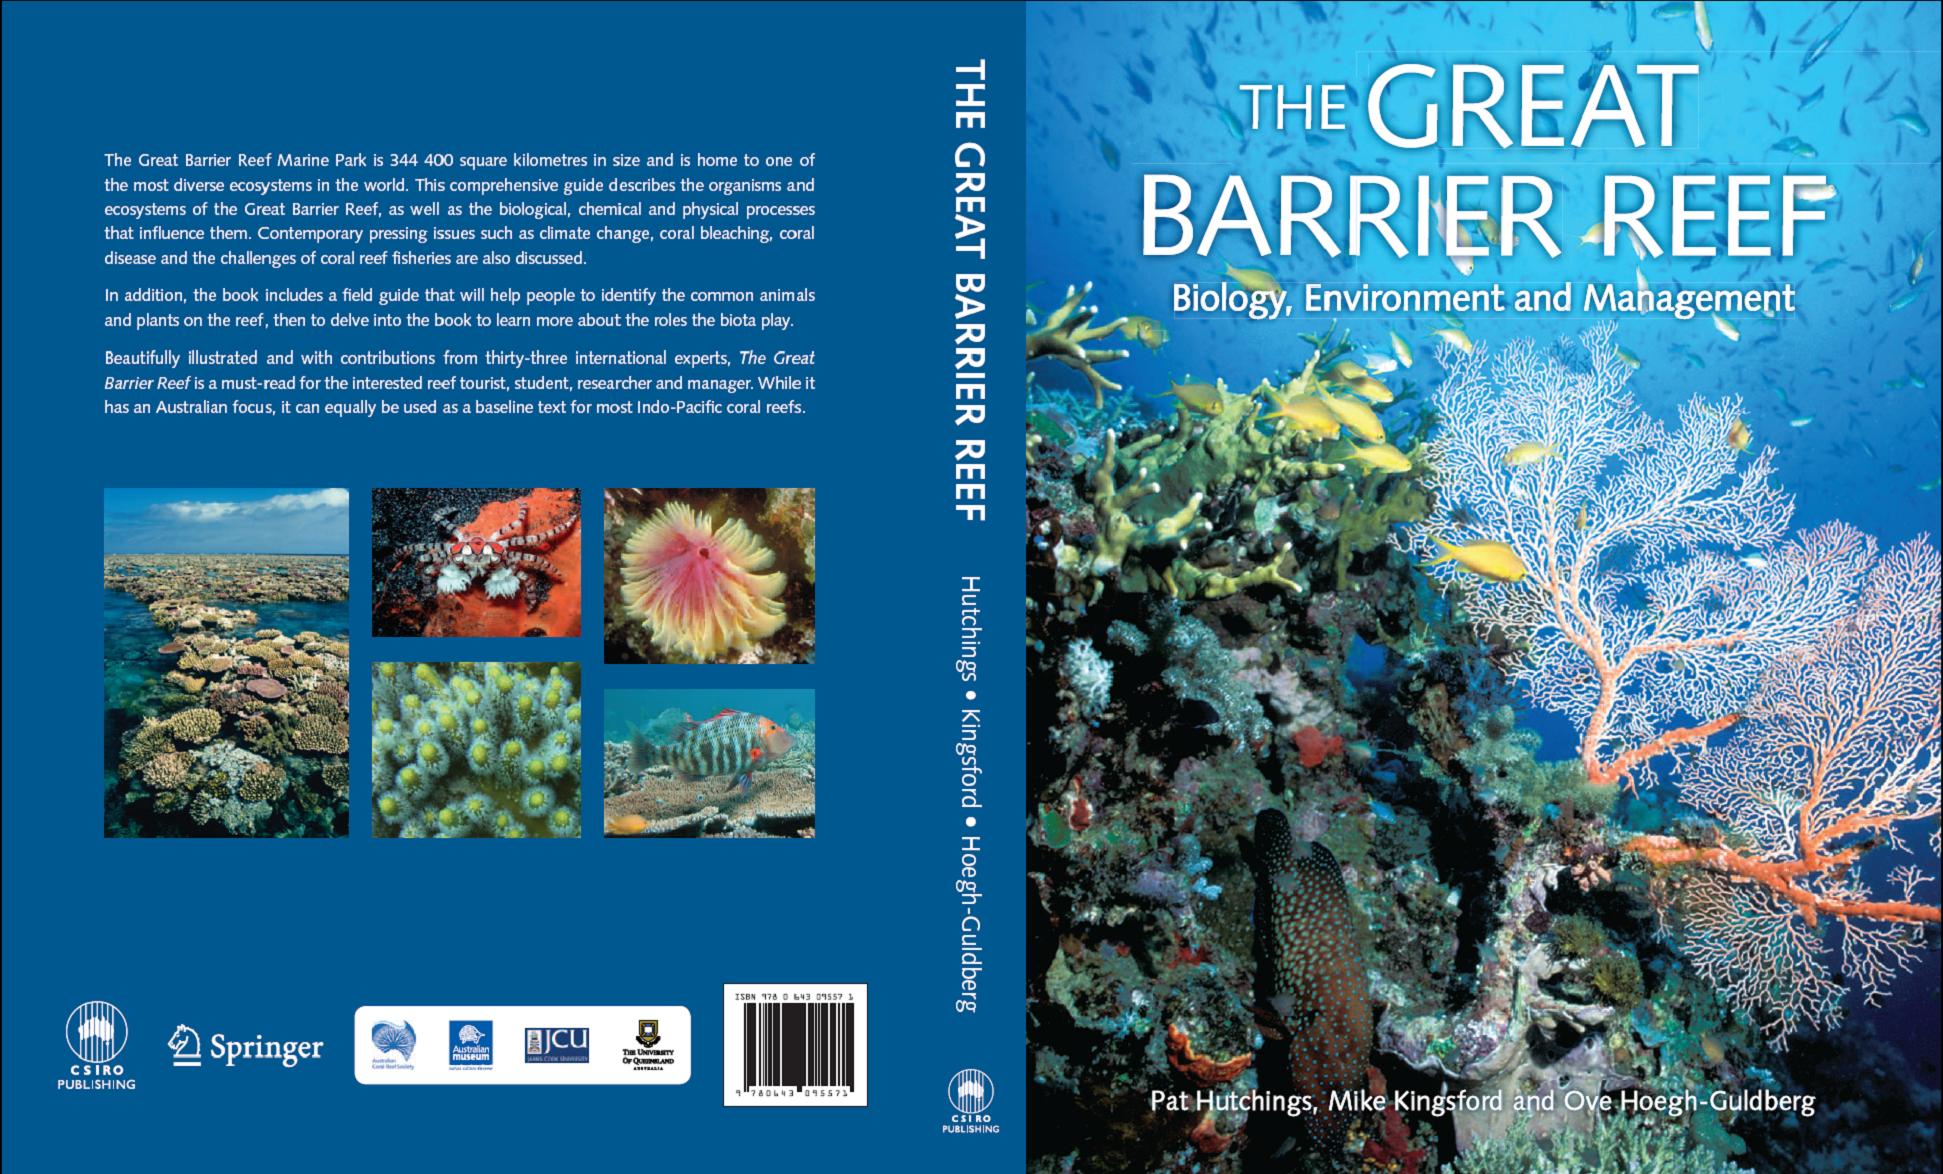 The Great Barrier Reef Marine Park is 344 400 square kilometres in size and is home to one of
the most diverse ecosystems in the world. This comprehensive guide describes the organisms and
ecosystems of the Great Barrier Reef, as well as the biological, chemical and physical processes
that influence them. Contemporary pressing issues such as climate change, coral bleaching, coral
disease and the challenges of coral reef fisheries are also discussed.
In addition, the book includes a field guide that will help people to identify the common animals
and plants on the reef, then to delve into the book to learn more about the roles the biota play.
Beautifully illustrated and with contributions from thirty-three international experts, The Great
Barrier Reef is a must-read for the interested reef tourist, student, researcher and manager. While it
has an Australian focus, it can equally be used as a baseline text for most Indo-Pacific coral reefs.
CSIRO
PUBLISHING
Springer
Australian
Coral Reef Society
Australian
museum
JCU
JAMES COOK UNIVERSITY
THE UNIVERSITY
OF QUEENSLAND
AUSTRALIA
ISBN 978 0 643 09557 1
9 780643 095571
THE GREAT BARRIER REEF
Hutchings • Kingsford • Hoegh-Guldberg
CSIRO
PUBLISHING
THE GREAT
BARRIER REEF
Biology, Environment and Management
Pat Hutchings, Mike Kingsford and Ove Hoegh-Guldberg